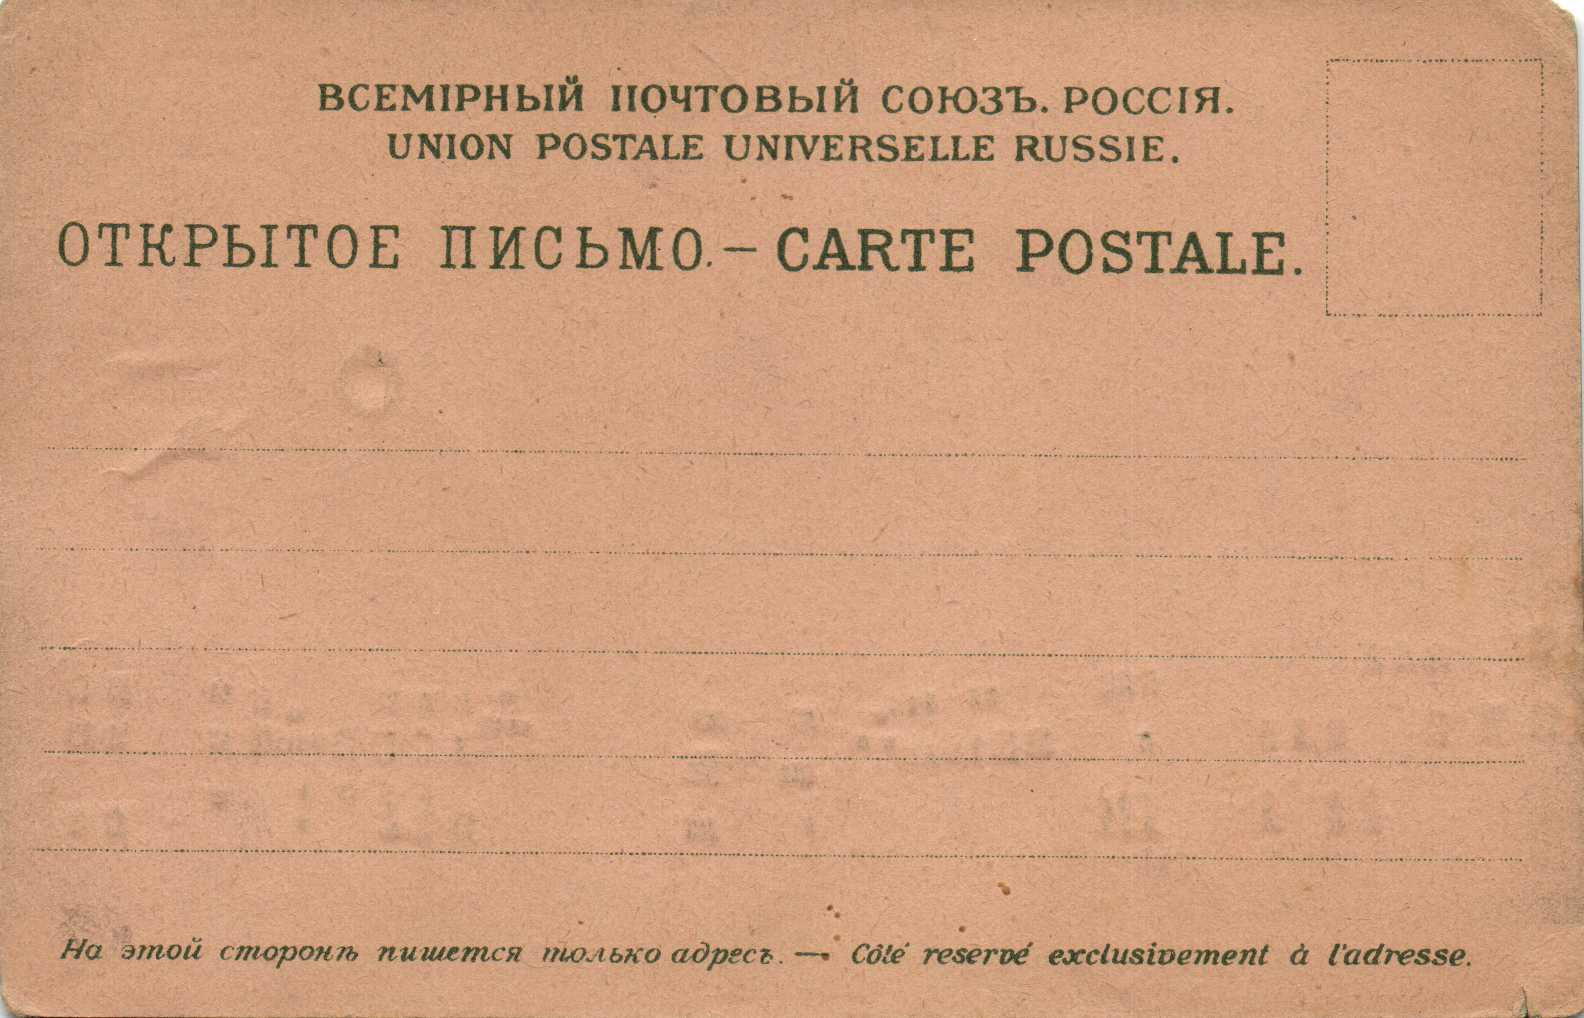 ВСЕМІРНЫЙ ПОЧТОВЫЙ СОЮЗЪ. РОССІЯ.
UNION POSTALE UNIVERSELLE RUSSIE.
ОТКРЫТОЕ ПИСЬМО.– CARTE POSTALE.
На этой сторонѣ пишется только адресъ. — Côté reservé exclusivement à l'adresse.